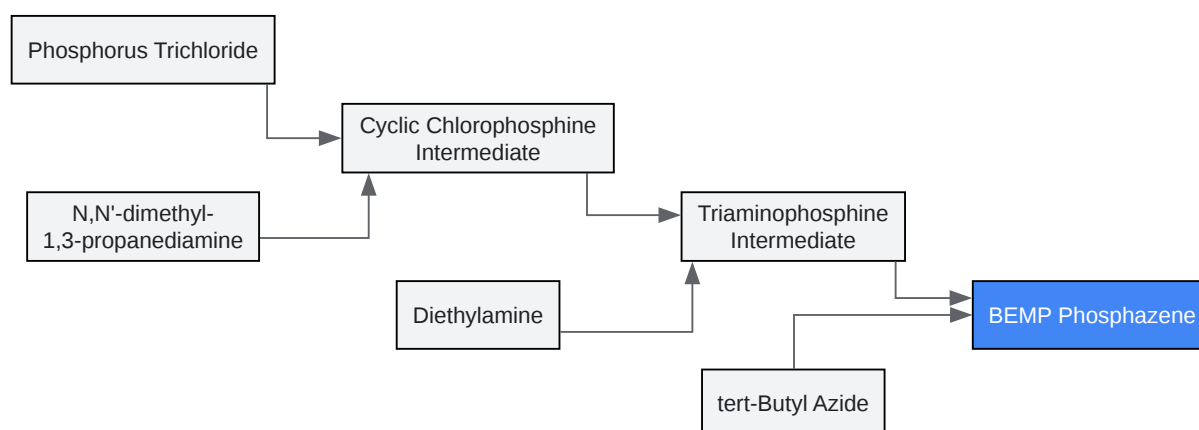 Phosphorus Trichloride
Cyclic Chlorophosphine
Intermediate
N,N'-dimethyl-
1,3-propanediamine
Triaminophosphine
Intermediate
Diethylamine
BEMP Phosphazene
tert-Butyl Azide